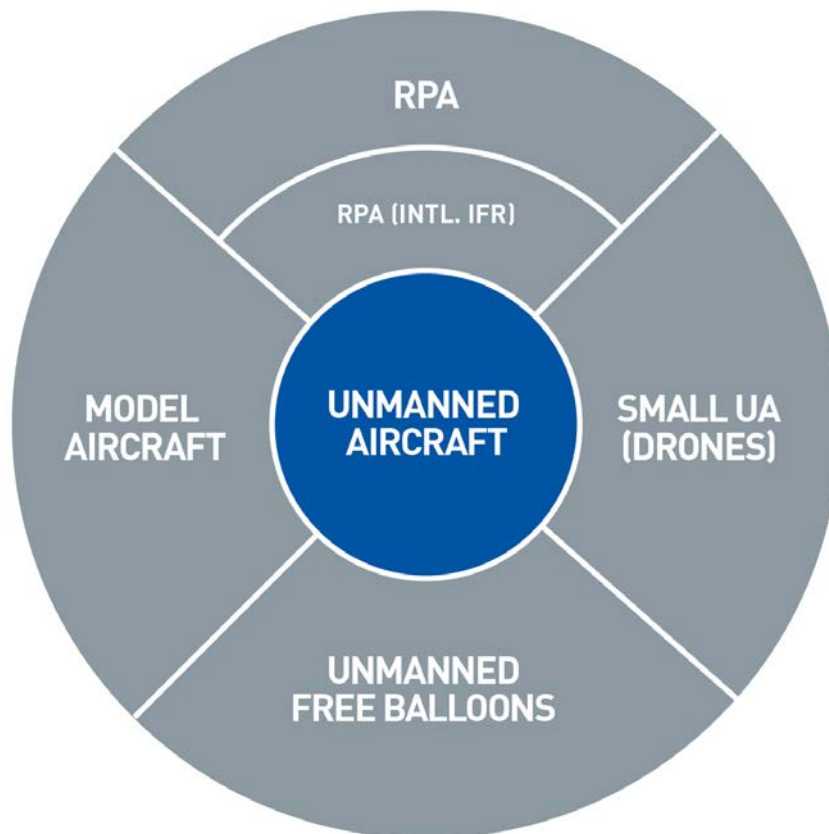 RPA
RPA (INTL. IFR)
MODEL
AIRCRAFT
UNMANNED
AIRCRAFT
SMALL UA
(DRONES)
UNMANNED
FREE BALLOONS